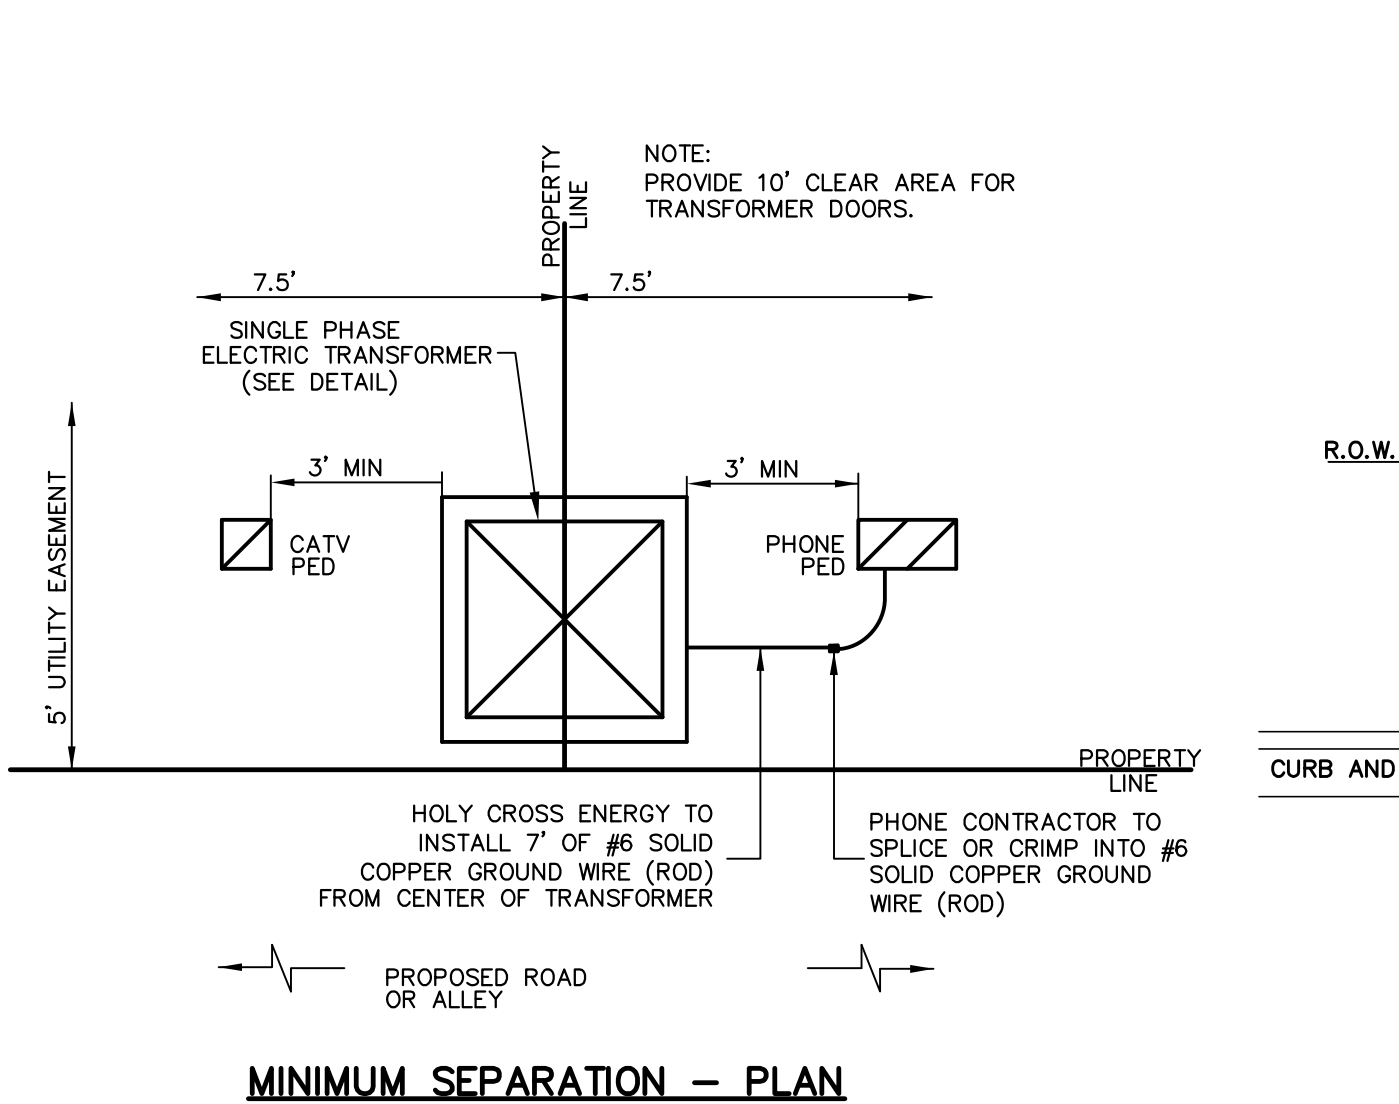 NOTE:
PROVIDE 10' CLEAR AREA FOR
TRANSFORMER DOORS.
PROPERTY
LINE
7.5'
7.5'
SINGLE PHASE
ELECTRIC TRANSFORMER
(SEE DETAIL)
R.O.W.
3' MIN
3' MIN
5' UTILITY EASEMENT
CATV
PED
PHONE
PED
PROPERTY
LINE
CURB AND
HOLY CROSS ENERGY TO
INSTALL 7' OF #6 SOLID
COPPER GROUND WIRE (ROD)
FROM CENTER OF TRANSFORMER
PHONE CONTRACTOR TO
SPLICE OR CRIMP INTO #6
SOLID COPPER GROUND
WIRE (ROD)
PROPOSED ROAD
OR ALLEY
MINIMUM SEPARATION – PLAN